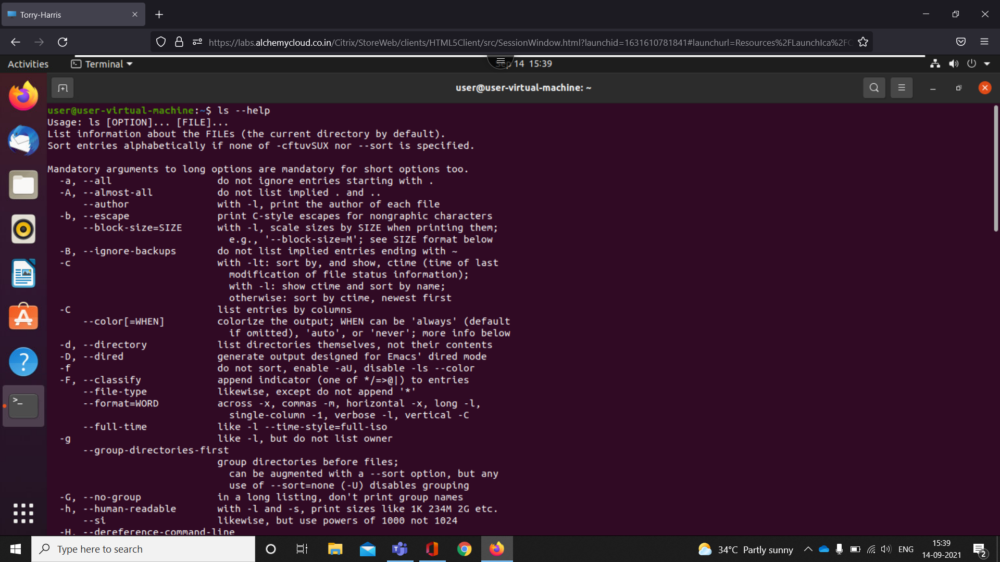 Torry-Harris
https://labs.alchemycloud.co.in/Citrix/StoreWeb/clients/HTML5Client/src/SessionWindow.html?launchid=1631610781841#launchurl=Resources%2FLaunchIca%2FC
Activities Terminal Sep 14 15:39
user@user-virtual-machine: ~
user@user-virtual-machine:~$ ls --help
Usage: ls [OPTION]... [FILE]...
List information about the FILEs (the current directory by default).
Sort entries alphabetically if none of -cftuvSUX nor --sort is specified.
Mandatory arguments to long options are mandatory for short options too.
-a, --all do not ignore entries starting with .
-A, --almost-all do not list implied . and ..
--author with -l, print the author of each file
-b, --escape print C-style escapes for nongraphic characters
--block-size=SIZE with -l, scale sizes by SIZE when printing them;
e.g., '--block-size=M'; see SIZE format below
-B, --ignore-backups do not list implied entries ending with ~
-c with -lt: sort by, and show, ctime (time of last
modification of file status information);
with -l: show ctime and sort by name;
otherwise: sort by ctime, newest first
-C list entries by columns
--color[=WHEN] colorize the output; WHEN can be 'always' (default
if omitted), 'auto', or 'never'; more info below
-d, --directory list directories themselves, not their contents
-D, --dired generate output designed for Emacs' dired mode
-f do not sort, enable -aU, disable -ls --color
-F, --classify append indicator (one of */=>@|) to entries
--file-type likewise, except do not append '*'
--format=WORD across -x, commas -m, horizontal -x, long -l,
single-column -1, verbose -l, vertical -C
--full-time like -l --time-style=full-iso
-g like -l, but do not list owner
--group-directories-first
group directories before files;
can be augmented with a --sort option, but any
use of --sort=none (-U) disables grouping
-G, --no-group in a long listing, don't print group names
-h, --human-readable with -l and -s, print sizes like 1K 234M 2G etc.
--si likewise, but use powers of 1000 not 1024
-H, --dereference-command-line
Type here to search
34°C Partly sunny
ENG
15:39
14-09-2021
2